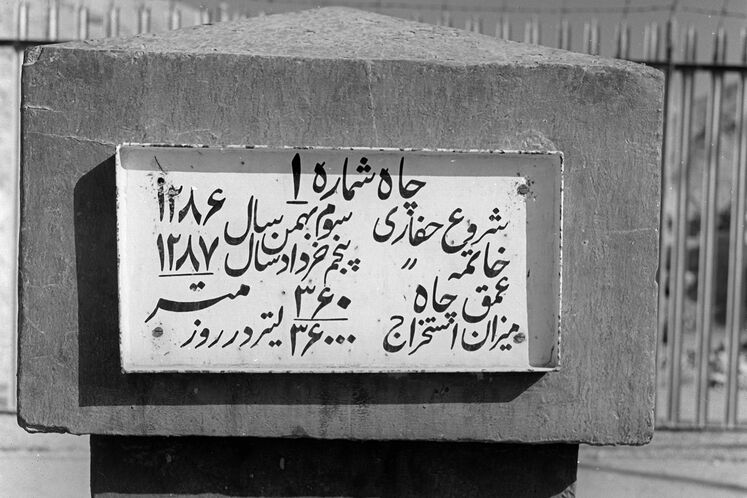 چاه شماره ۱
شروع حفاری سوم بهمن سال ۱۲۸۶
خاتمه 〃 پنجم خرداد سال ۱۲۸۷
عمق چاه ۳۶۰ متر
میزان استخراج ۳۶۰۰۰ لیتر در روز